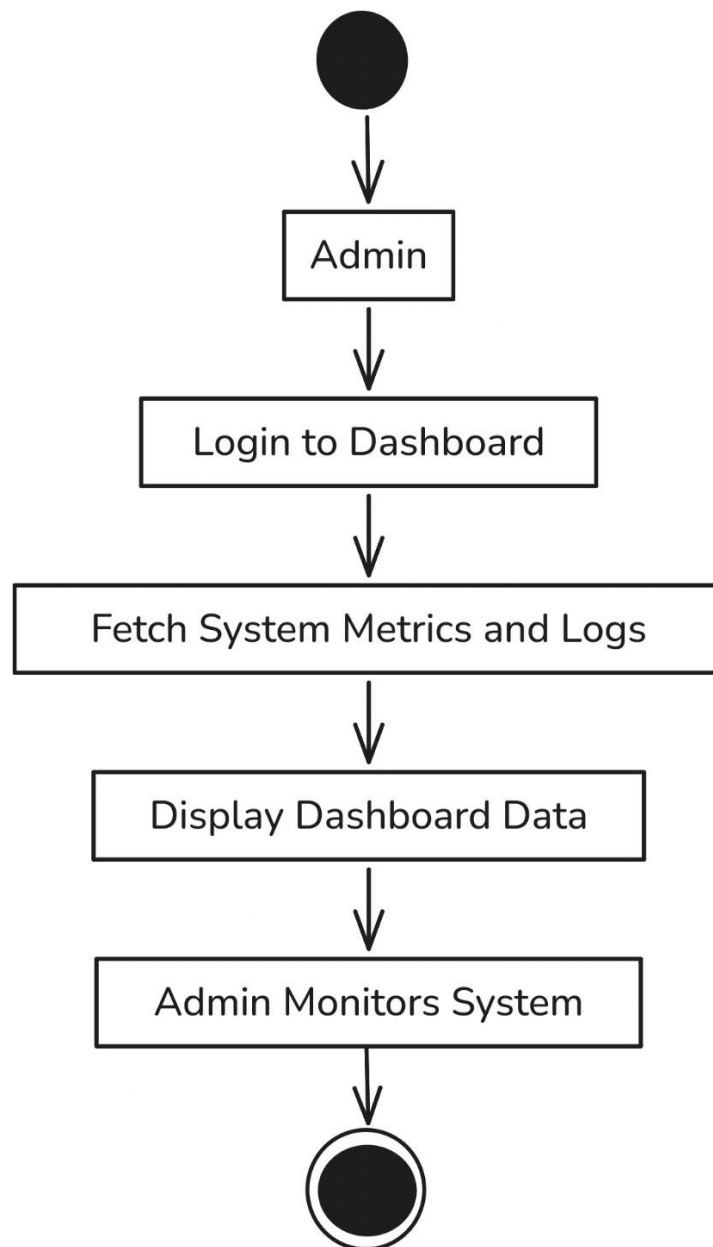 Admin
Login to Dashboard
Fetch System Metrics and Logs
Display Dashboard Data
Admin Monitors System